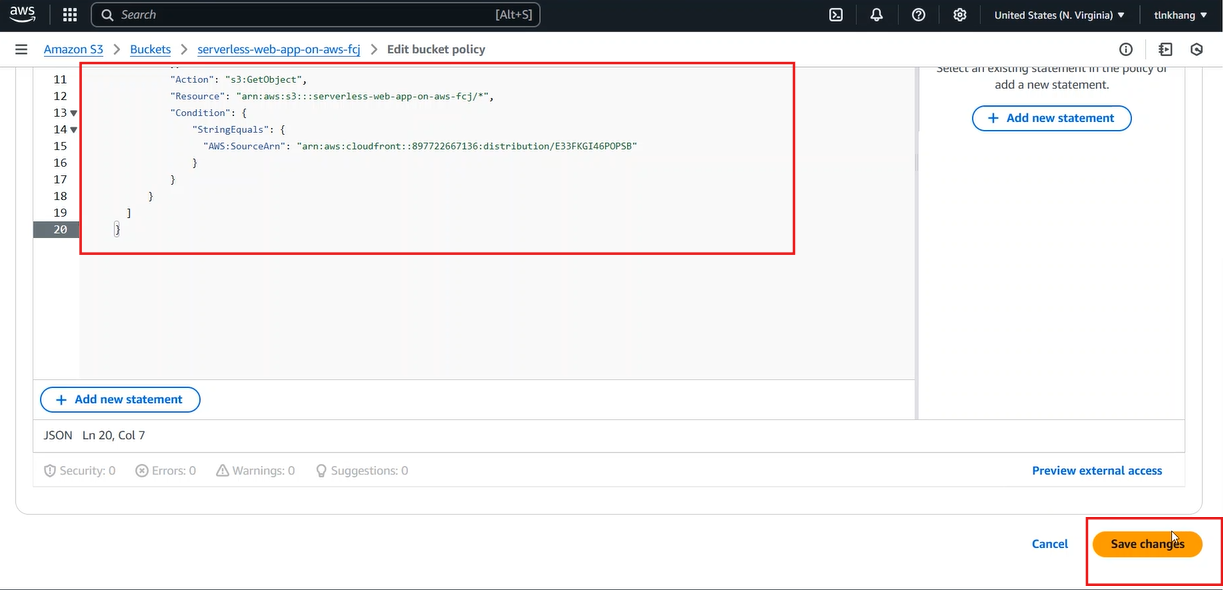 aws Search [Alt+S] United States (N. Virginia) ▼ tlnkhang ▼
Amazon S3 > Buckets > serverless-web-app-on-aws-fcj > Edit bucket policy
Select an existing statement in the policy or
add a new statement.
+ Add new statement
11 "Action": "s3:GetObject",
12 "Resource": "arn:aws:s3:::serverless-web-app-on-aws-fcj/*",
13 "Condition": {
14 "StringEquals": {
15 "AWS:SourceArn": "arn:aws:cloudfront::897722667136:distribution/E33FKGI46POPSB"
16 }
17 }
18 }
19 ]
20 }
+ Add new statement
JSON Ln 20, Col 7
Security: 0 Errors: 0 Warnings: 0 Suggestions: 0
Preview external access
Cancel Save changes